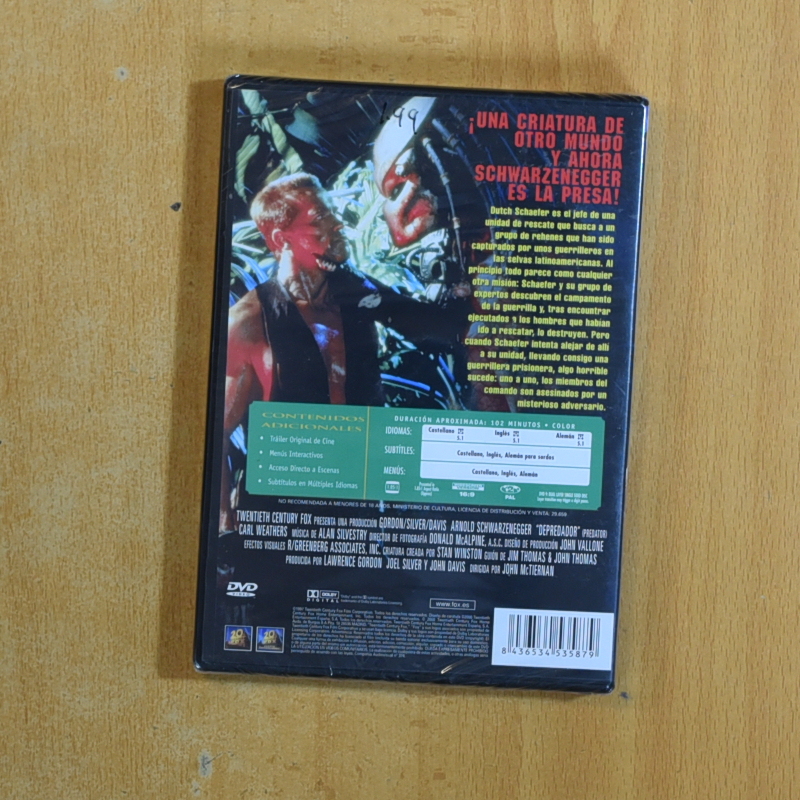 1.99
¡UNA CRIATURA DE
OTRO MUNDO
Y AHORA
SCHWARZENEGGER
ES LA PRESA!
Dutch Schaefer es el jefe de una
unidad de rescate que busca a un
grupo de rehenes que han sido
capturados por unos guerrilleros en
las selvas latinoamericanas. Al
principio todo parece como cualquier
otra misión: Schaefer y su grupo de
expertos descubren el campamento
de la guerrilla y, tras encontrar
ejecutados a los hombres que habían
ido a rescatar, lo destruyen. Pero
cuando Schaefer intenta alejar de allí
a su unidad, llevando consigo una
guerrillera prisionera, algo horrible
sucede: uno a uno, los miembros del
comando son asesinados por un
misterioso adversario.
CONTENIDOS
ADICIONALES
• Tráiler Original de Cine
• Menús Interactivos
• Acceso Directo a Escenas
• Subtítulos en Múltiples Idiomas
DURACIÓN APROXIMADA: 102 MINUTOS • COLOR
IDIOMAS: Castellano 5.1 Inglés 5.1 Alemán 5.1
SUBTÍTULOS: Castellano, Inglés, Alemán para sordos
MENÚS: Castellano, Inglés, Alemán
16:9 PAL
NO RECOMENDADA A MENORES DE 18 AÑOS. MINISTERIO DE CULTURA. LICENCIA DE DISTRIBUCIÓN Y VENTA:
TWENTIETH CENTURY FOX PRESENTA UNA PRODUCCIÓN GORDON/SILVER/DAVIS ARNOLD SCHWARZENEGGER "DEPREDADOR" (PREDATOR)
CARL WEATHERS MÚSICA DE ALAN SILVESTRY DIRECTOR DE FOTOGRAFÍA DONALD McALPINE, A.S.C. DISEÑO DE PRODUCCIÓN JOHN VALLONE
EFECTOS VISUALES R/GREENBERG ASSOCIATES, INC. CRIATURA CREADA POR STAN WINSTON GUIÓN DE JIM THOMAS & JOHN THOMAS
PRODUCIDA POR LAWRENCE GORDON JOEL SILVER Y JOHN DAVIS DIRIGIDA POR JOHN McTIERNAN
DVD
VIDEO
DOLBY
DIGITAL
www.fox.es
8 436534 535879